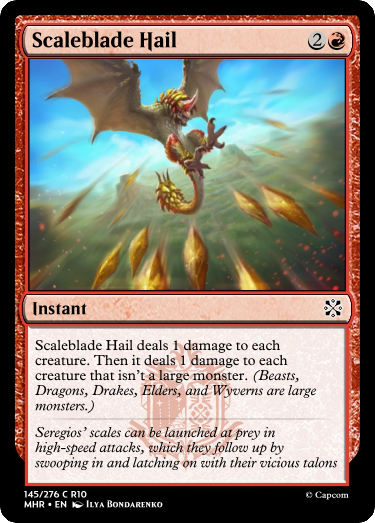 Scaleblade Hail 2
Instant
Scaleblade Hail deals 1 damage to each
creature. Then it deals 1 damage to each
creature that isn't a large monster. (Beasts,
Dragons, Drakes, Elders, and Wyverns are large
monsters.)
Seregios' scales can be launched at prey in
high-speed attacks, which they follow up by
swooping in and latching on with their vicious talons
145/276 C R10
MHR • EN Ilya Bondarenko
© Capcom